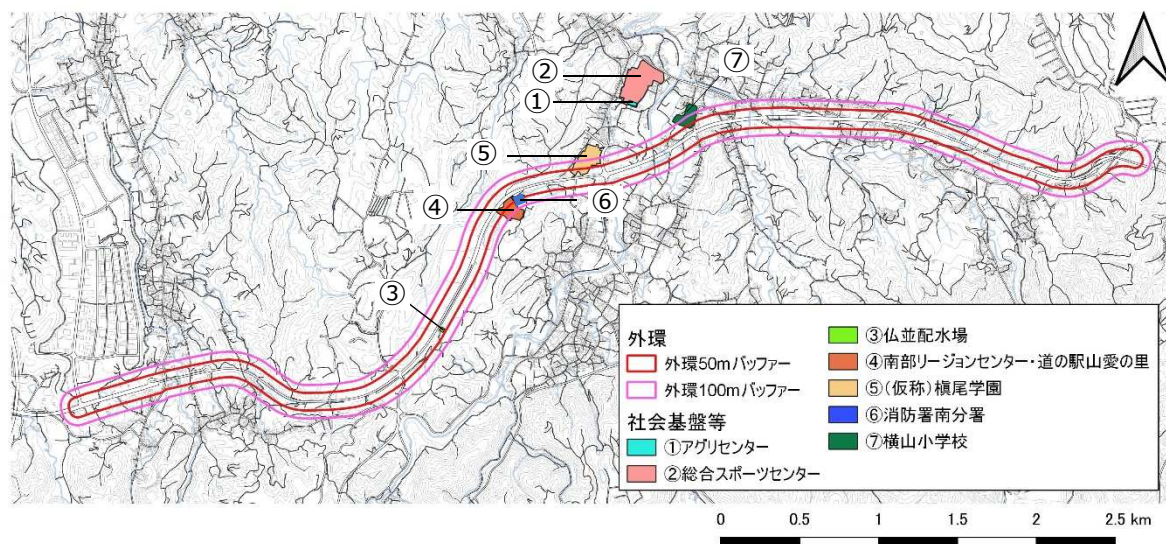 ⑦
②
①
⑤
④
⑥
③
外環
外環50mバッファー
外環100mバッファー
社会基盤等
①アグリセンター
②総合スポーツセンター
③仏並配水場
④南部リージョンセンター・道の駅山愛の里
⑤(仮称)槇尾学園
⑥消防署南分署
⑦横山小学校
0 0.5 1 1.5 2 2.5 km